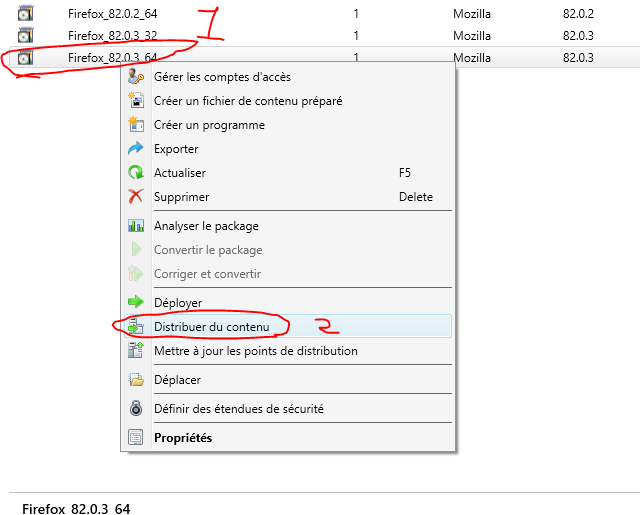 Firefox_82.0.2_64 1 Mozilla 82.0.2
1
Firefox_82.0.3_32 1 Mozilla 82.0.3
Firefox_82.0.3_64 1 Mozilla 82.0.3
Gérer les comptes d'accès
Créer un fichier de contenu préparé
Créer un programme
Exporter
Actualiser F5
Supprimer Delete
Analyser le package
Convertir le package
Corriger et convertir
Déployer
Distribuer du contenu 2
Mettre à jour les points de distribution
Déplacer
Définir des étendues de sécurité
Propriétés
Firefox 82.0.3 64